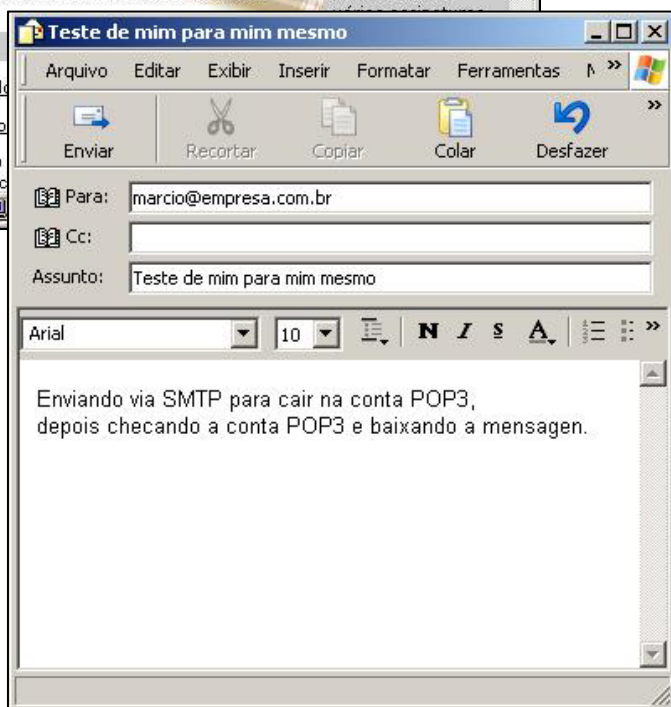 várias assinaturas
Teste de mim para mim mesmo
Arquivo Editar Exibir Inserir Formatar Ferramentas
Enviar Recortar Copiar Colar Desfazer
Para: marcio@empresa.com.br
Cc:
Assunto: Teste de mim para mim mesmo
Arial 10 N I S A
Enviando via SMTP para cair na conta POP3,
depois checando a conta POP3 e baixando a mensagen.